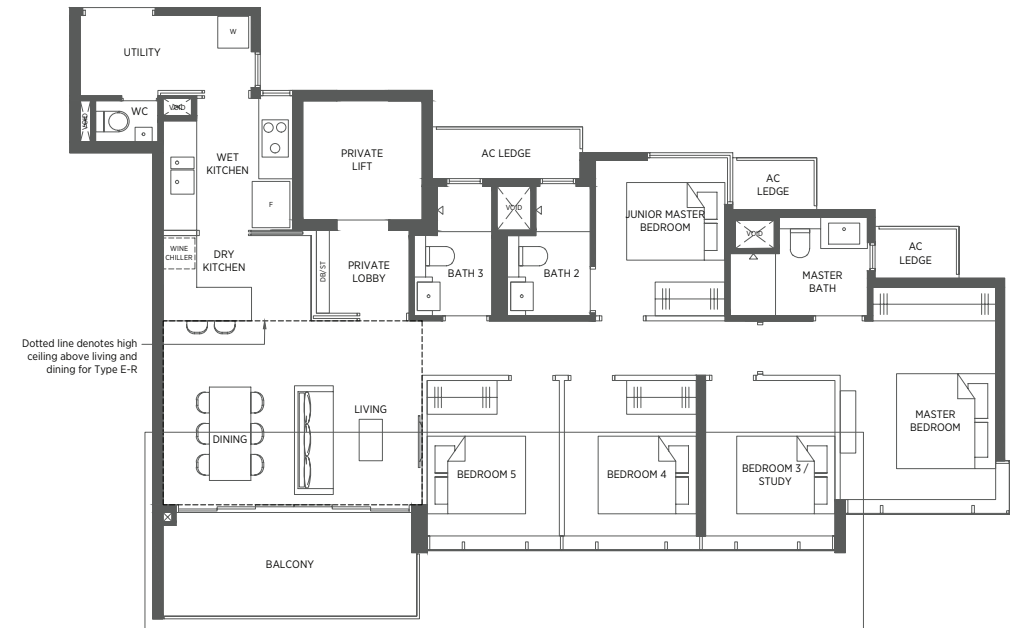 UTILITY
W
WC
VOID
VOID
WET
KITCHEN
F
PRIVATE
LIFT
AC LEDGE
VOID
JUNIOR MASTER
BEDROOM
AC
LEDGE
VOID
WINE
CHILLER
DRY
KITCHEN
DB/ST
PRIVATE
LOBBY
BATH 3
BATH 2
MASTER
BATH
AC
LEDGE
Dotted line denotes high
ceiling above living and
dining for Type E-R
DINING
LIVING
BEDROOM 5
BEDROOM 4
BEDROOM 3 /
STUDY
MASTER
BEDROOM
BALCONY